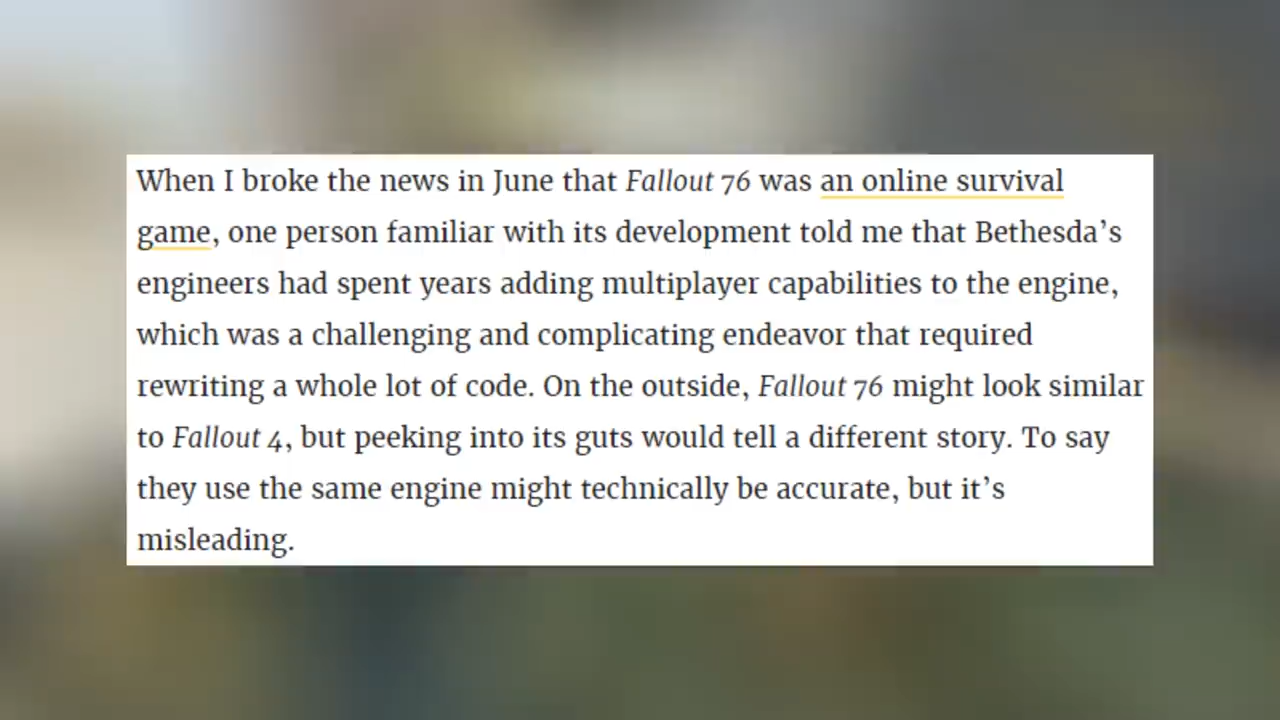 When I broke the news in June that Fallout 76 was an online survival
game, one person familiar with its development told me that Bethesda’s
engineers had spent years adding multiplayer capabilities to the engine,
which was a challenging and complicating endeavor that required
rewriting a whole lot of code. On the outside, Fallout 76 might look similar
to Fallout 4, but peeking into its guts would tell a different story. To say
they use the same engine might technically be accurate, but it’s
misleading.